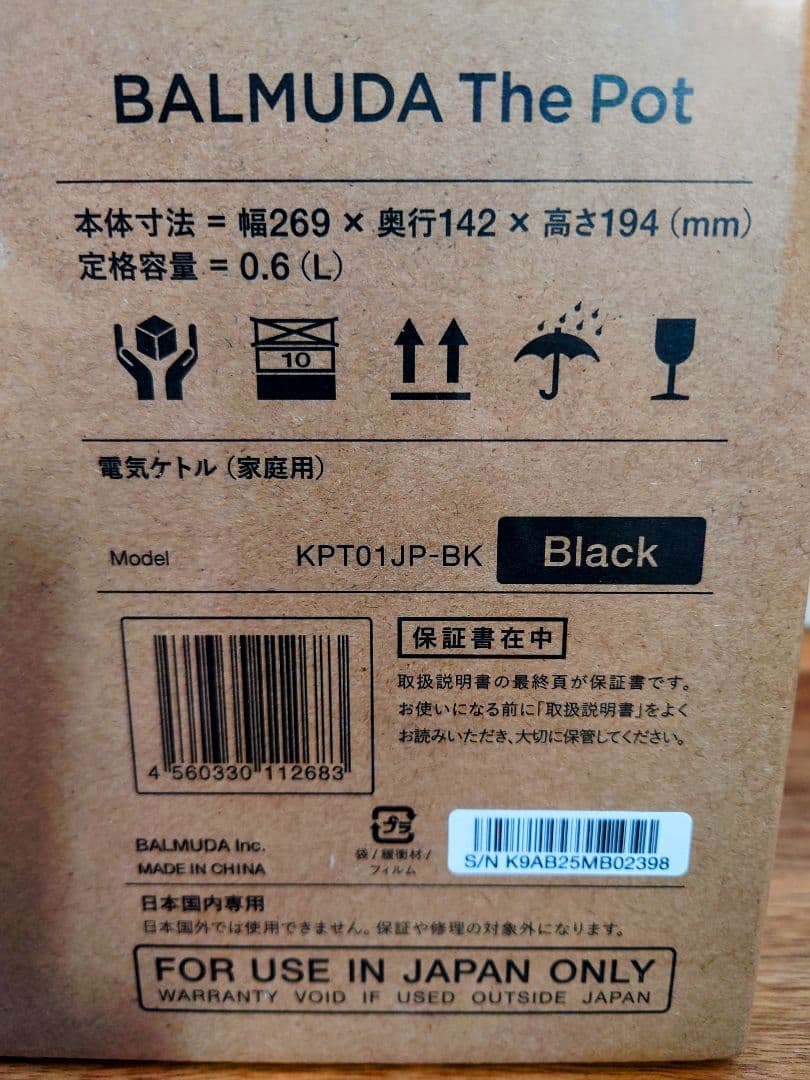 BALMUDA The Pot
本体寸法 = 幅269 × 奥行142 × 高さ194 (mm)
定格容量 = 0.6 (L)
10
電気ケトル (家庭用)
Model KPT01JP-BK Black
保証書在中
取扱説明書の最終頁が保証書です。
お使いになる前に「取扱説明書」をよく
お読みいただき、大切に保管してください。
4 560330 112683
プラ
袋 / 緩衝材 /
フィルム
S/N K9AB25MB02398
BALMUDA Inc.
MADE IN CHINA
日本国内専用
日本国外では使用できません。保証や修理の対象外になります。
FOR USE IN JAPAN ONLY
WARRANTY VOID IF USED OUTSIDE JAPAN